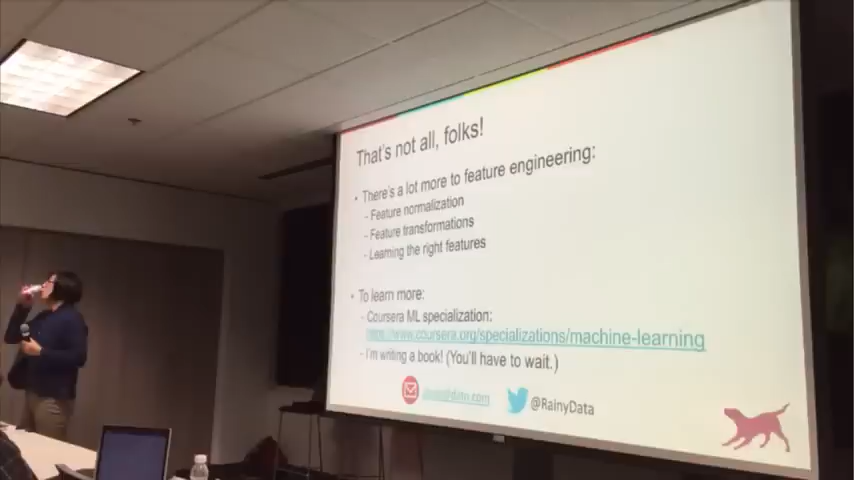 That's not all, folks!
• There's a lot more to feature engineering:
- Feature normalization
- Feature transformations
- Learning the right features
• To learn more:
- Coursera ML specialization:
https://www.coursera.org/specializations/machine-learning
- I'm writing a book! (You'll have to wait.)
@RainyData